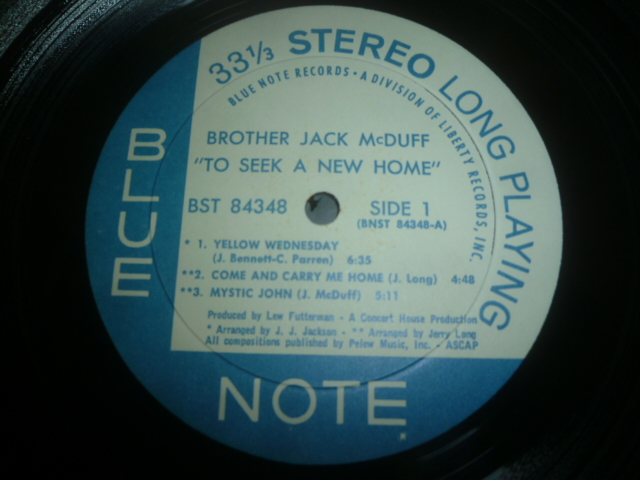 33 1/3 STEREO LONG PLAYING
BLUE NOTE RECORDS • A DIVISION OF LIBERTY RECORDS, INC.
BROTHER JACK McDUFF
"TO SEEK A NEW HOME"
BST 84348 SIDE 1
(BNST 84348-A)
* 1. YELLOW WEDNESDAY
(J. Bennett-C. Parren) 6:35
**2. COME AND CARRY ME HOME (J. Long) 4:48
**3. MYSTIC JOHN (J. McDuff) 5:11
Produced by Lew Futterman - A Concert House Production
* Arranged by J. J. Jackson - ** Arranged by Jerry Long
All compositions published by Pelew Music, Inc. • ASCAP
BLUE
NOTE